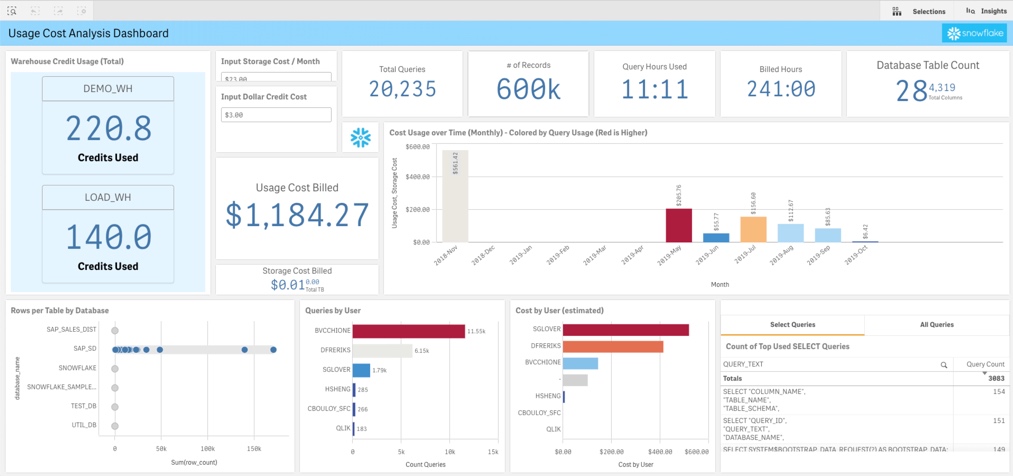 Selections
Insights
Usage Cost Analysis Dashboard
snowflake
Warehouse Credit Usage (Total)
DEMO_WH
220.8
Credits Used
LOAD_WH
140.0
Credits Used
Input Storage Cost / Month
$23.00
Input Dollar Credit Cost
$3.00
Total Queries
20,235
# of Records
600k
Query Hours Used
11:11
Billed Hours
241:00
Database Table Count
28
4,319
Total Columns
Usage Cost Billed
$1,184.27
Storage Cost Billed
$0.01
0.00
Total TB
Cost Usage over Time (Monthly) - Colored by Query Usage (Red is Higher)
Usage Cost, Storage Cost
$600.00
$400.00
$200.00
$0.00
$561.42
$205.76
$55.77
$156.60
$112.67
$85.63
$6.42
2018-Nov
2018-Dec
2019-Jan
2019-Feb
2019-Mar
2019-Apr
2019-May
2019-Jun
2019-Jul
2019-Aug
2019-Sep
2019-Oct
Month
Rows per Table by Database
database_name
SAP_SALES_DIST
SAP_SD
SNOWFLAKE
SNOWFLAKE_SAMPLE...
TEST_DB
UTIL_DB
0
50k
100k
150k
Sum(row_count)
Queries by User
BVCCHIONE
11.55k
DFRERIKS
6.15k
SGLOVER
1.79k
HSHENG
285
CBOULOY_SFC
266
QLIK
183
0
5k
10k
15k
Count Queries
Cost by User (estimated)
SGLOVER
DFRERIKS
BVCCHIONE
-
HSHENG
CBOULOY_SFC
QLIK
$0.00
$200.00
$400.00
$600.00
Cost by User
Select Queries
All Queries
Count of Top Used SELECT Queries
QUERY_TEXT
Query Count
Totals
3083
SELECT "COLUMN_NAME",
"TABLE_NAME",
"TABLE_SCHEMA",
154
SELECT "QUERY_ID",
"QUERY_TEXT",
"DATABASE_NAME",
151
SELECT SYSTEM$BOOTSTRAP_DATA_REQUEST(?) AS BOOTSTRAP_DATA;
149